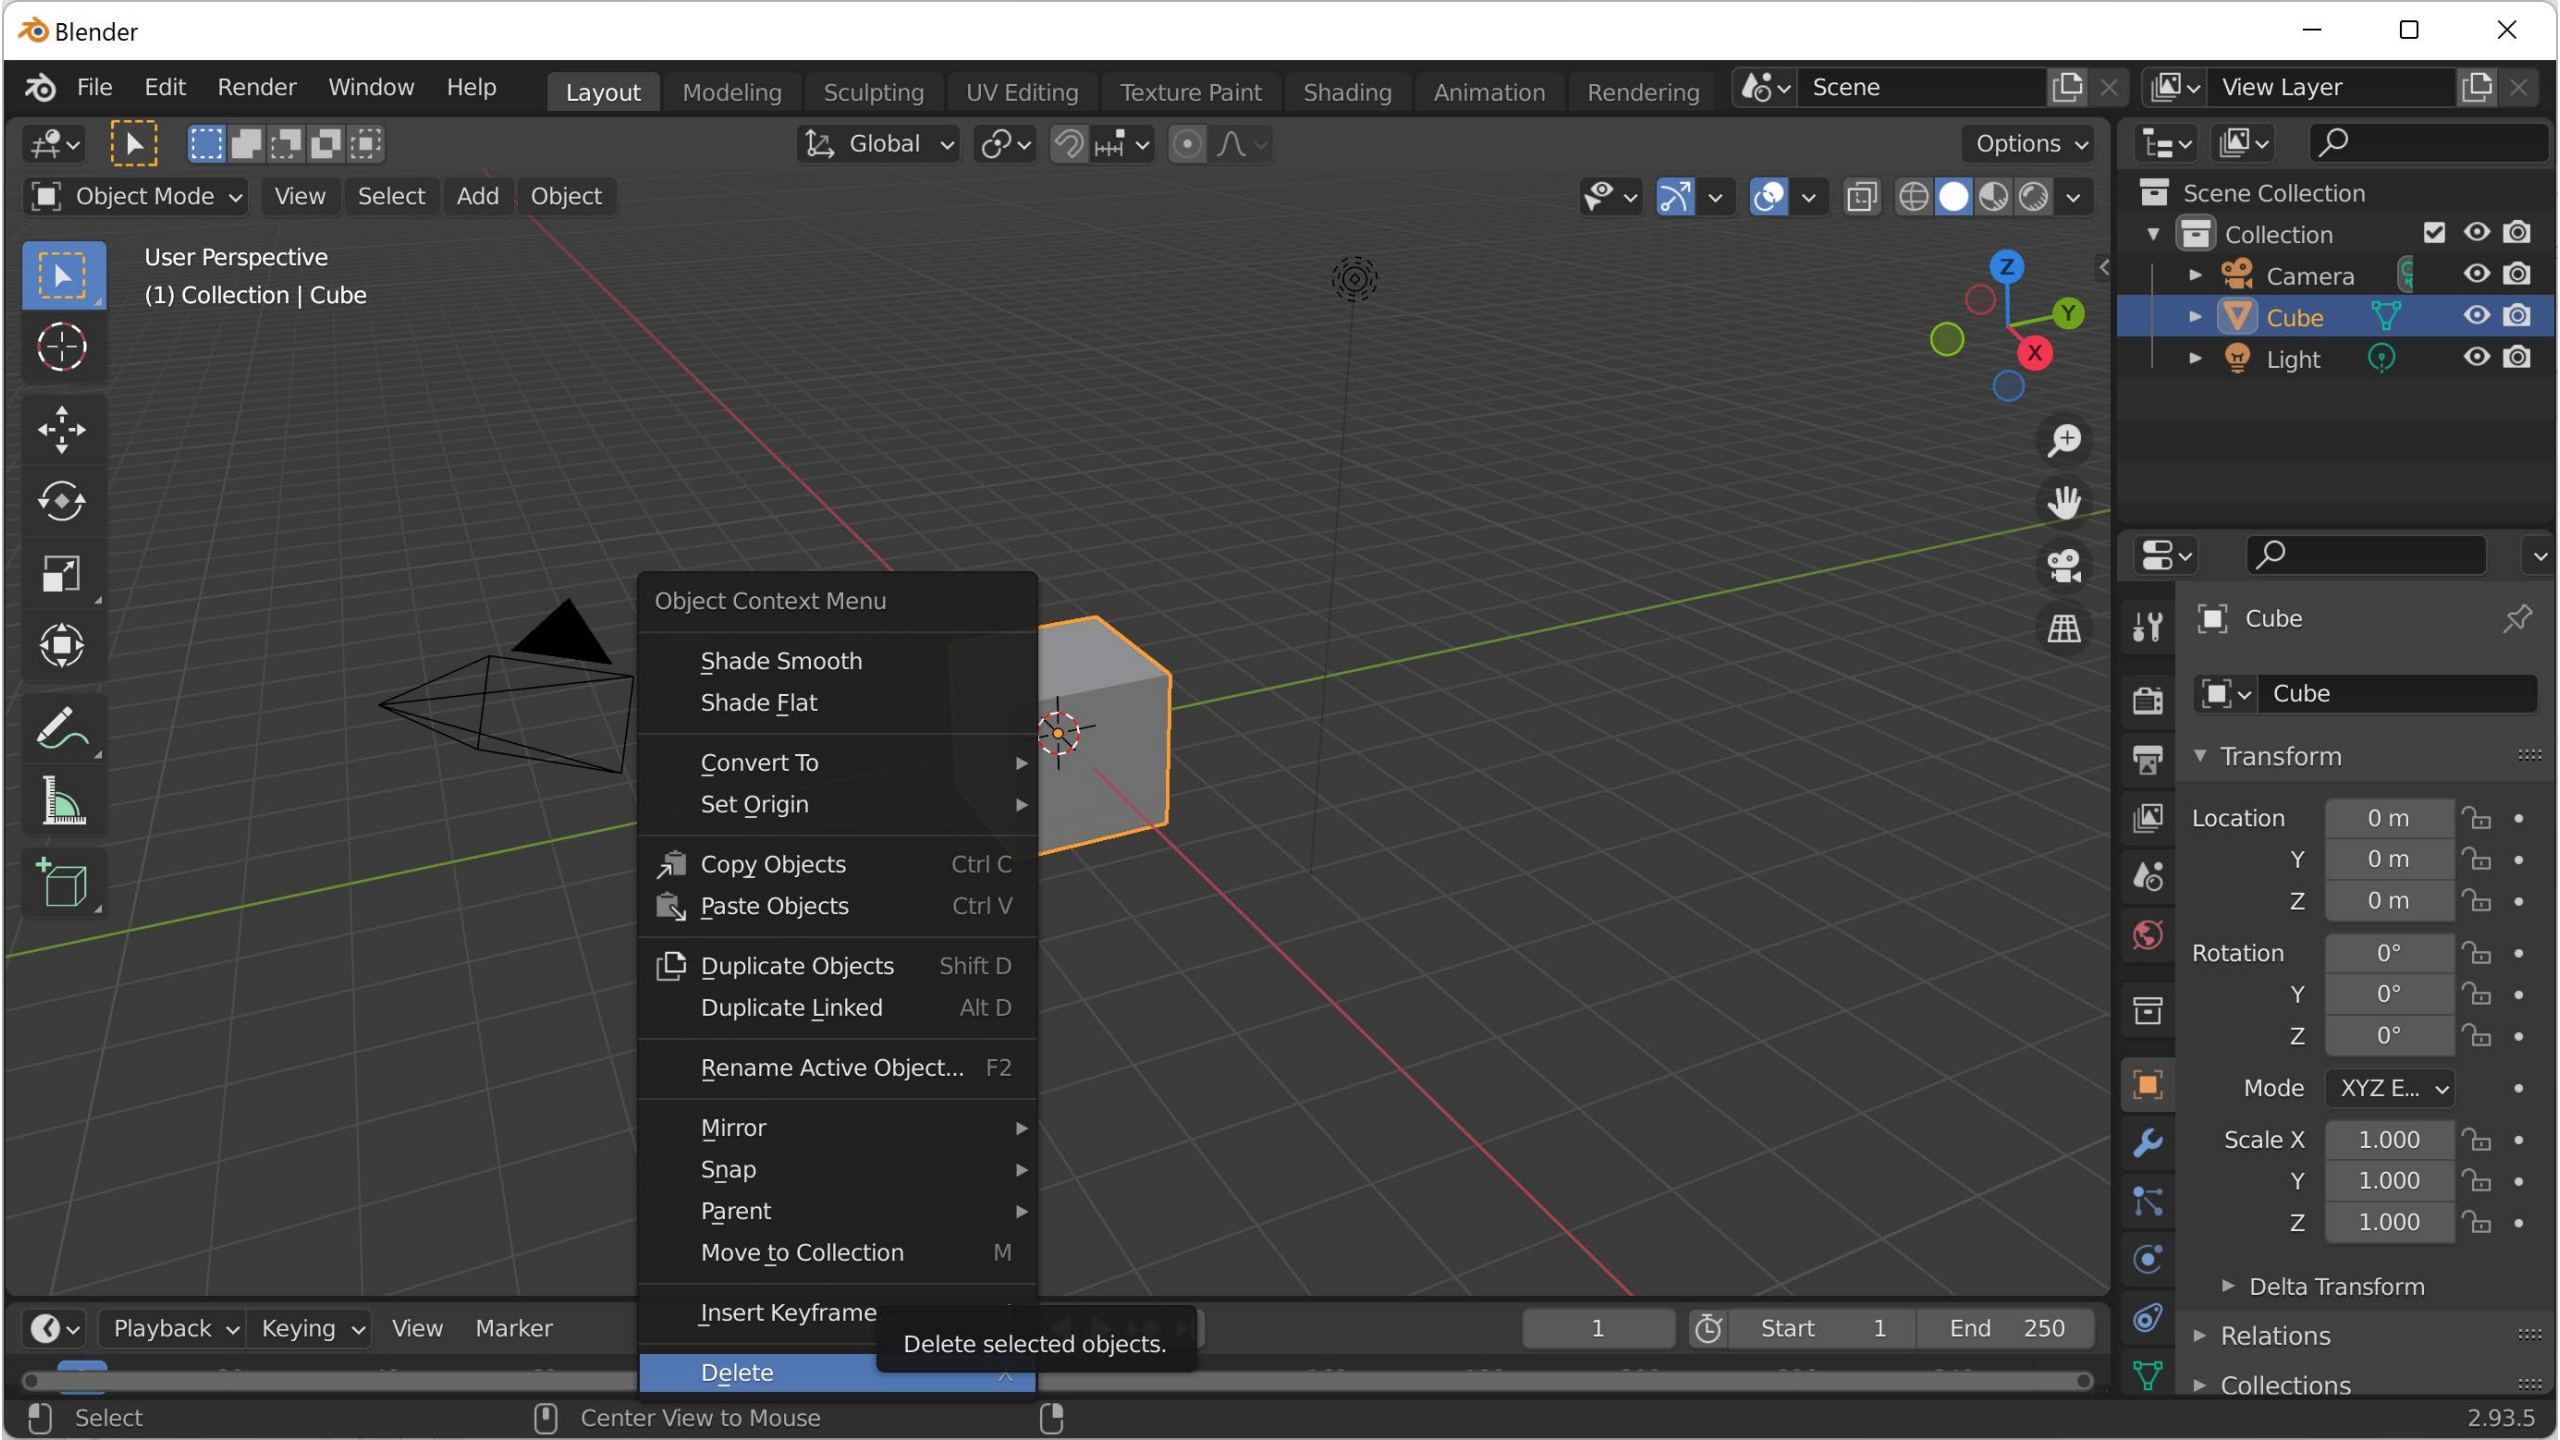 Blender
File Edit Render Window Help Layout Modeling Sculpting UV Editing Texture Paint Shading Animation Rendering Scene View Layer
Global Options
Object Mode View Select Add Object
User Perspective
(1) Collection | Cube
Z
Y
X
Scene Collection
Collection
Camera
Cube
Light
Object Context Menu
Shade Smooth
Shade Flat
Convert To
Set Origin
Copy Objects Ctrl C
Paste Objects Ctrl V
Duplicate Objects Shift D
Duplicate Linked Alt D
Rename Active Object... F2
Mirror
Snap
Parent
Move to Collection M
Insert Keyframe
Delete X
Delete selected objects.
Cube
Cube
Transform
Location 0 m
Y 0 m
Z 0 m
Rotation 0°
Y 0°
Z 0°
Mode XYZ E...
Scale X 1.000
Y 1.000
Z 1.000
Delta Transform
Relations
Collections
Playback Keying View Marker 1 Start 1 End 250
Select Center View to Mouse 2.93.5